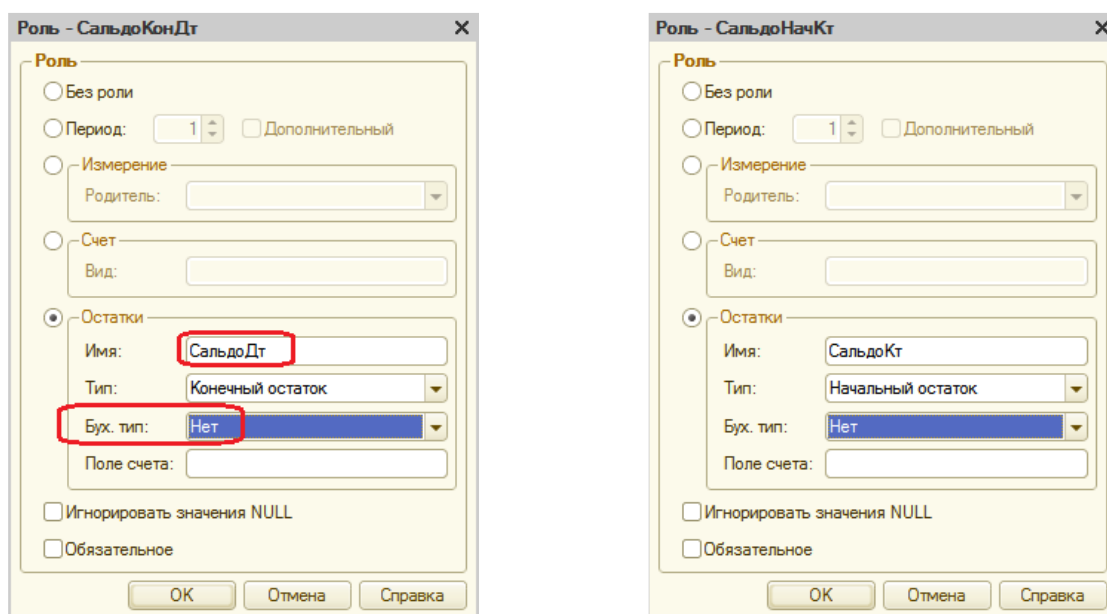 Роль - СальдоКонДт
Роль
Без роли
Период: 1 Дополнительный
Измерение
Родитель:
Счет
Вид:
Остатки
Имя: СальдоДт
Тип: Конечный остаток
Бух. тип: Нет
Поле счета:
Игнорировать значения NULL
Обязательное
ОК Отмена Справка
Роль - СальдоНачКт
Роль
Без роли
Период: 1 Дополнительный
Измерение
Родитель:
Счет
Вид:
Остатки
Имя: СальдоКт
Тип: Начальный остаток
Бух. тип: Нет
Поле счета:
Игнорировать значения NULL
Обязательное
ОК Отмена Справка